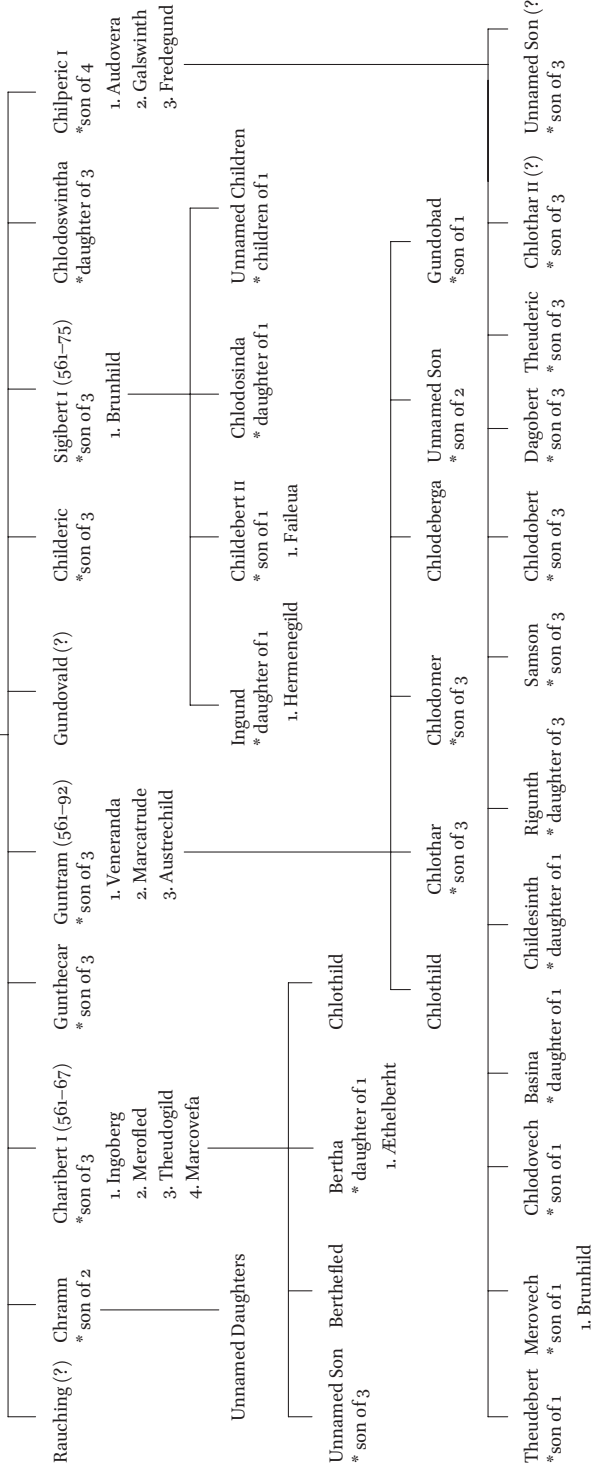 Rauching (?)
Chramn
* son of 2
Charibert I (561–67)
*son of 3
1. Ingoberg
2. Merofled
3. Theudogild
4. Marcovefa
Gunthecar
* son of 3
Guntram (561–92)
* son of 3
1. Veneranda
2. Marcatrude
3. Austrechild
Gundovald (?)
Childeric
*son of 3
Sigibert I (561–75)
*son of 3
1. Brunhild
Chlodoswintha
*daughter of 3
Chilperic I
*son of 4
1. Audovera
2. Galswinth
3. Fredegund
Unnamed Daughters
Ingund
* daughter of 1
1. Hermenegild
Childebert II
* son of 1
1. Faileua
Chlodosinda
* daughter of 1
Unnamed Children
* children of 1
Unnamed Son
* son of 3
Berthefled
Bertha
* daughter of 1
1. Æthelberht
Chlothild
Chlothild
Chlothar
* son of 3
Chlodomer
*son of 3
Chlodeberga
Unnamed Son
* son of 2
Gundobad
*son of 1
Theudebert
*son of 1
Merovech
* son of 1
1. Brunhild
Chlodovech
* son of 1
Basina
* daughter of 1
Childesinth
* daughter of 1
Rigunth
* daughter of 3
Samson
* son of 3
Chlodobert
* son of 3
Dagobert
* son of 3
Theuderic
* son of 3
Chlothar II (?)
* son of 3
Unnamed Son
* son of 3
Unnamed Son (?